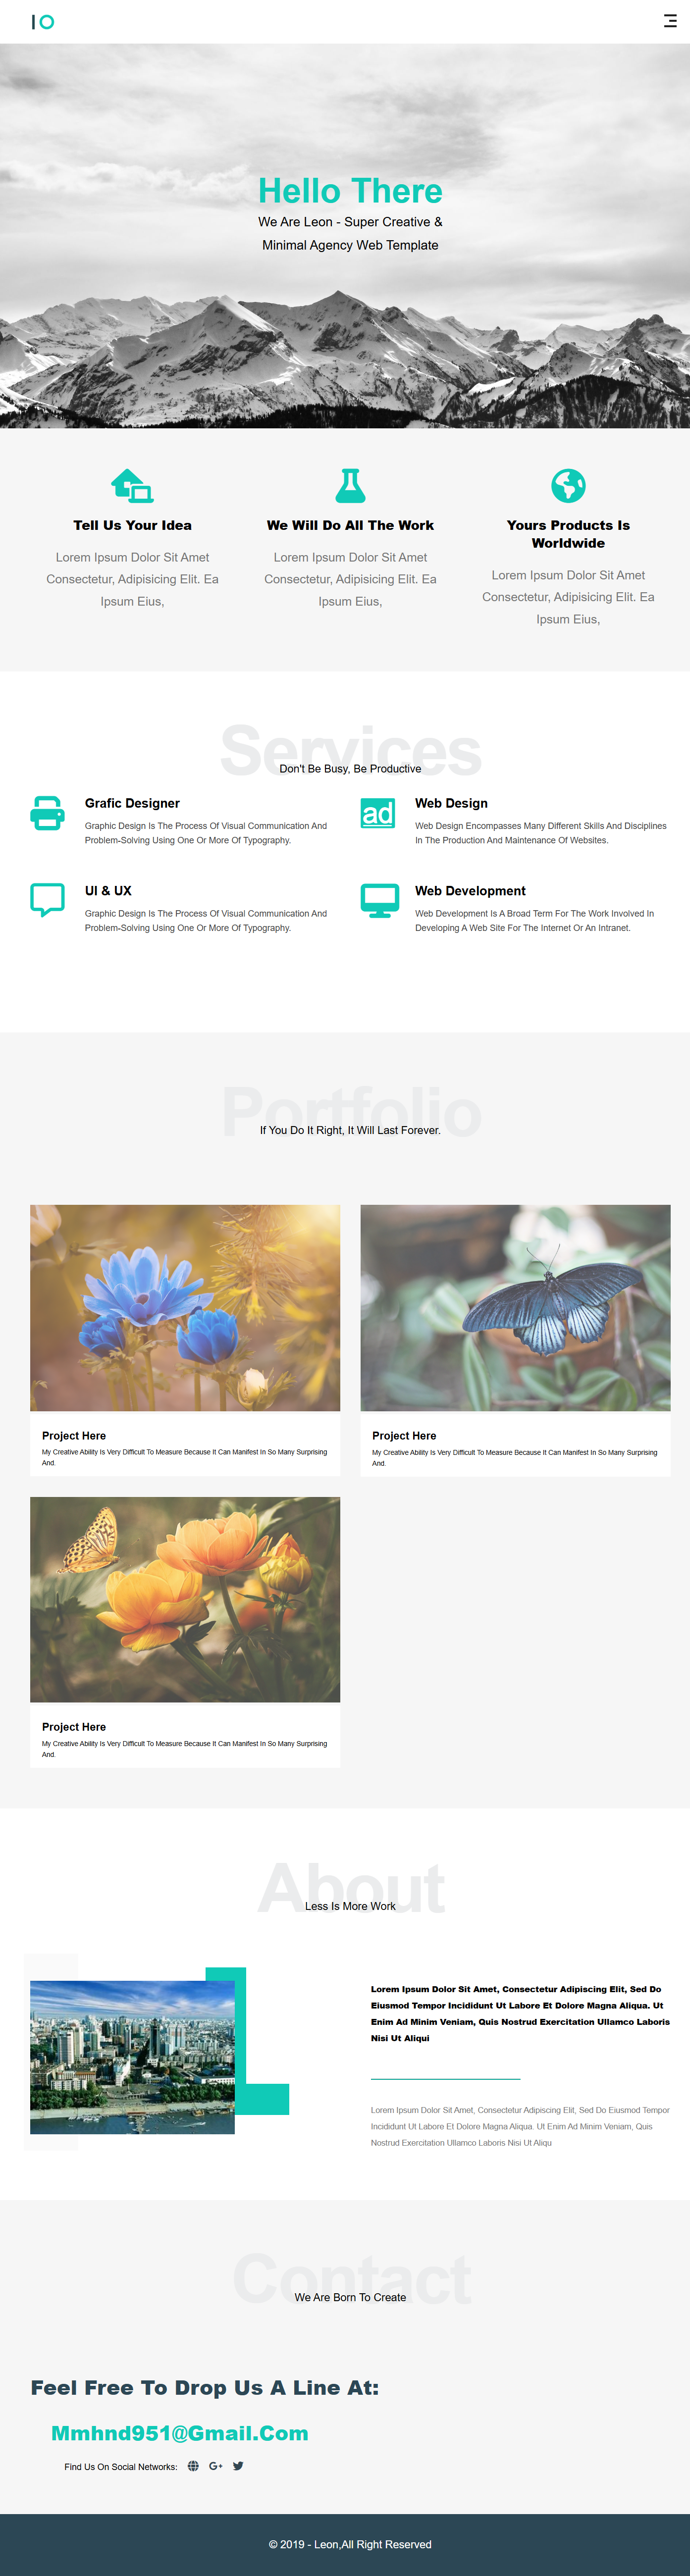 IO
Hello There
We Are Leon - Super Creative &
Minimal Agency Web Template
Tell Us Your Idea
Lorem Ipsum Dolor Sit Amet
Consectetur, Adipisicing Elit. Ea
Ipsum Eius,
We Will Do All The Work
Lorem Ipsum Dolor Sit Amet
Consectetur, Adipisicing Elit. Ea
Ipsum Eius,
Yours Products Is
Worldwide
Lorem Ipsum Dolor Sit Amet
Consectetur, Adipisicing Elit. Ea
Ipsum Eius,
Services
Don't Be Busy, Be Productive
Grafic Designer
Graphic Design Is The Process Of Visual Communication And
Problem-Solving Using One Or More Of Typography.
ad
Web Design
Web Design Encompasses Many Different Skills And Disciplines
In The Production And Maintenance Of Websites.
UI & UX
Graphic Design Is The Process Of Visual Communication And
Problem-Solving Using One Or More Of Typography.
Web Development
Web Development Is A Broad Term For The Work Involved In
Developing A Web Site For The Internet Or An Intranet.
Portfolio
If You Do It Right, It Will Last Forever.
Project Here
My Creative Ability Is Very Difficult To Measure Because It Can Manifest In So Many Surprising
And.
Project Here
My Creative Ability Is Very Difficult To Measure Because It Can Manifest In So Many Surprising
And.
Project Here
My Creative Ability Is Very Difficult To Measure Because It Can Manifest In So Many Surprising
And.
About
Less Is More Work
Lorem Ipsum Dolor Sit Amet, Consectetur Adipiscing Elit, Sed Do
Eiusmod Tempor Incididunt Ut Labore Et Dolore Magna Aliqua. Ut
Enim Ad Minim Veniam, Quis Nostrud Exercitation Ullamco Laboris
Nisi Ut Aliqui
Lorem Ipsum Dolor Sit Amet, Consectetur Adipiscing Elit, Sed Do Eiusmod Tempor
Incididunt Ut Labore Et Dolore Magna Aliqua. Ut Enim Ad Minim Veniam, Quis
Nostrud Exercitation Ullamco Laboris Nisi Ut Aliqu
Contact
We Are Born To Create
Feel Free To Drop Us A Line At:
Mmhnd951@Gmail.Com
Find Us On Social Networks: G+
© 2019 - Leon,All Right Reserved